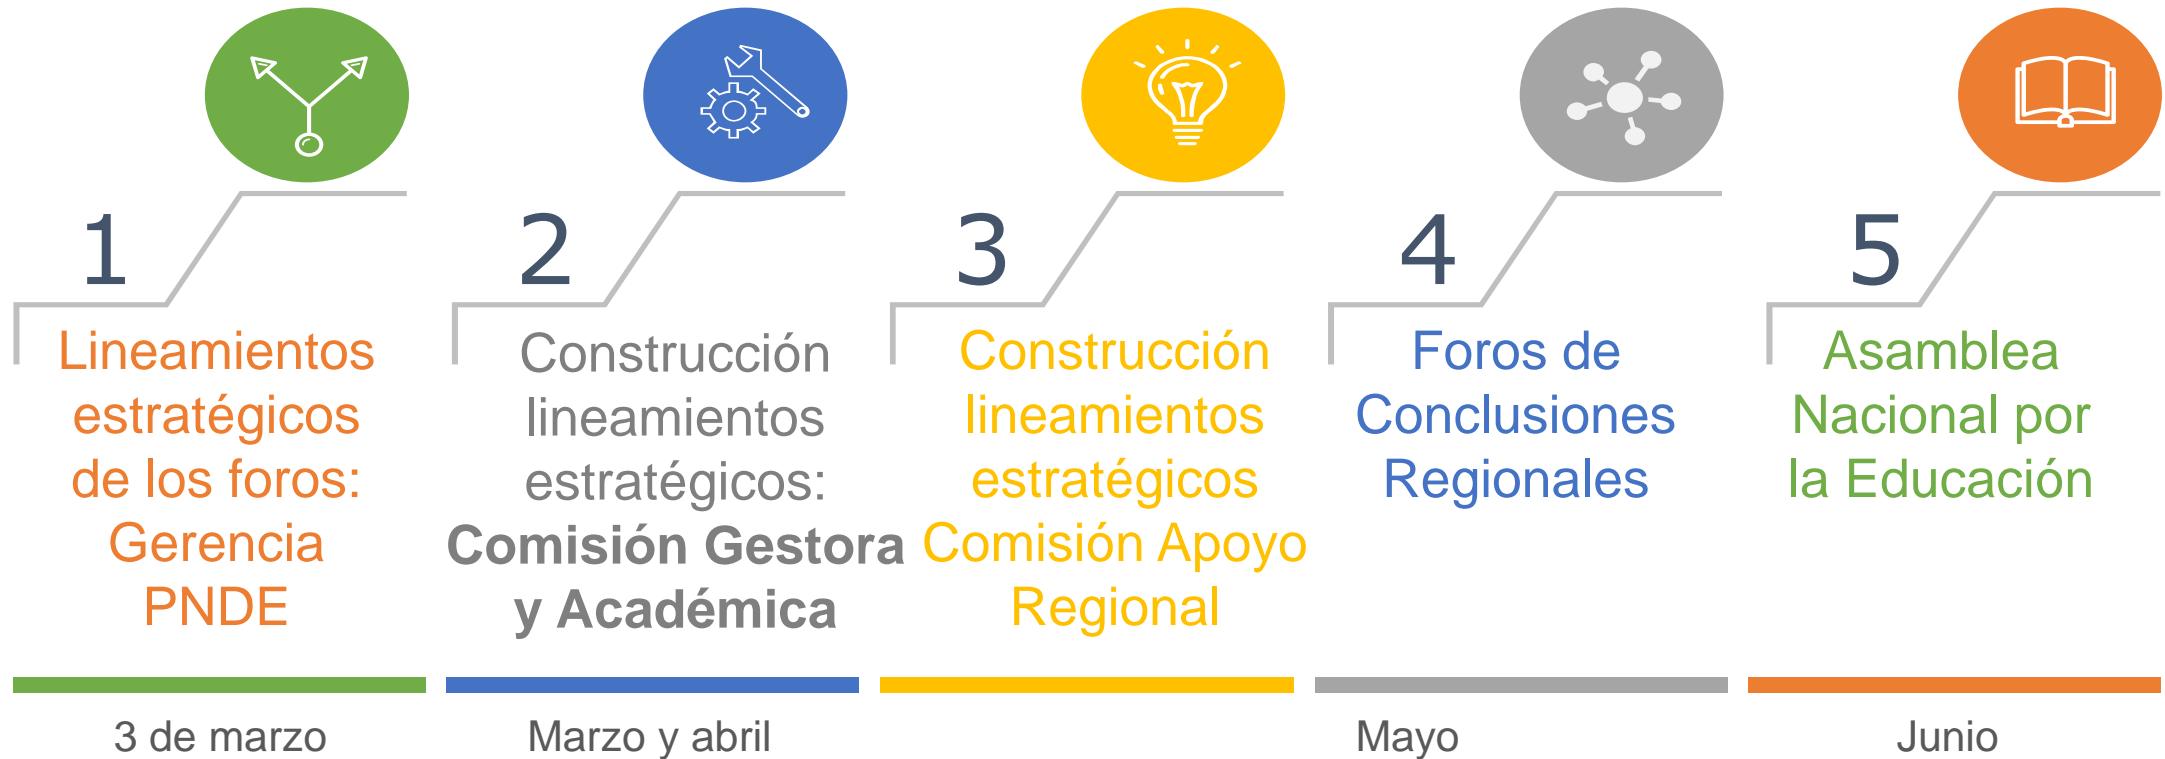 1
Lineamientos
estratégicos
de los foros:
Gerencia
PNDE
3 de marzo
2
Construcción
lineamientos
estratégicos:
Comisión Gestora
y Académica
Marzo y abril
3
Construcción
lineamientos
estratégicos
Comisión Apoyo
Regional
4
Foros de
Conclusiones
Regionales
Mayo
5
Asamblea
Nacional por
la Educación
Junio